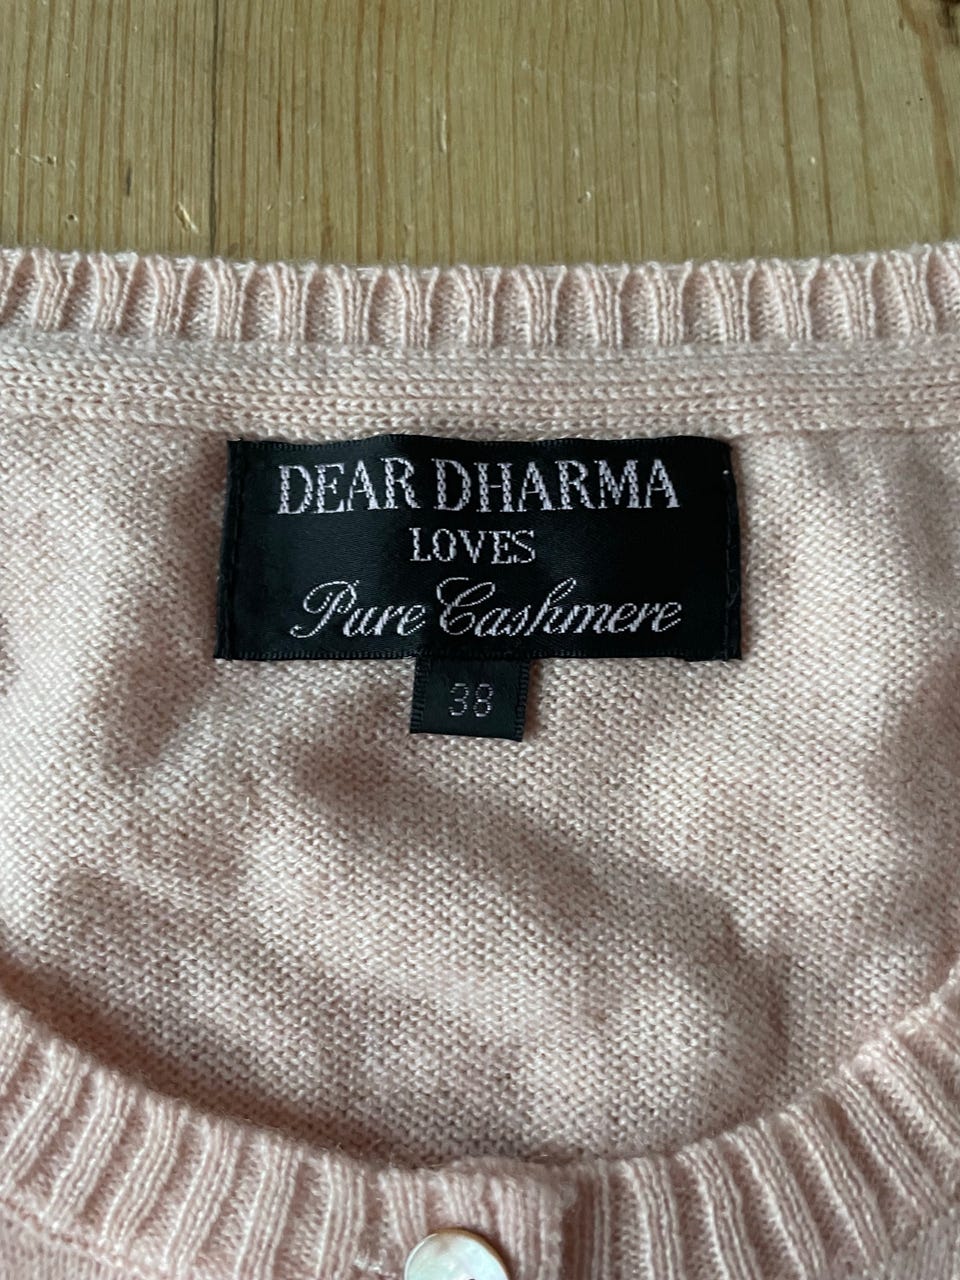 DEAR DHARMA
LOVES
Pure Cashmere
38